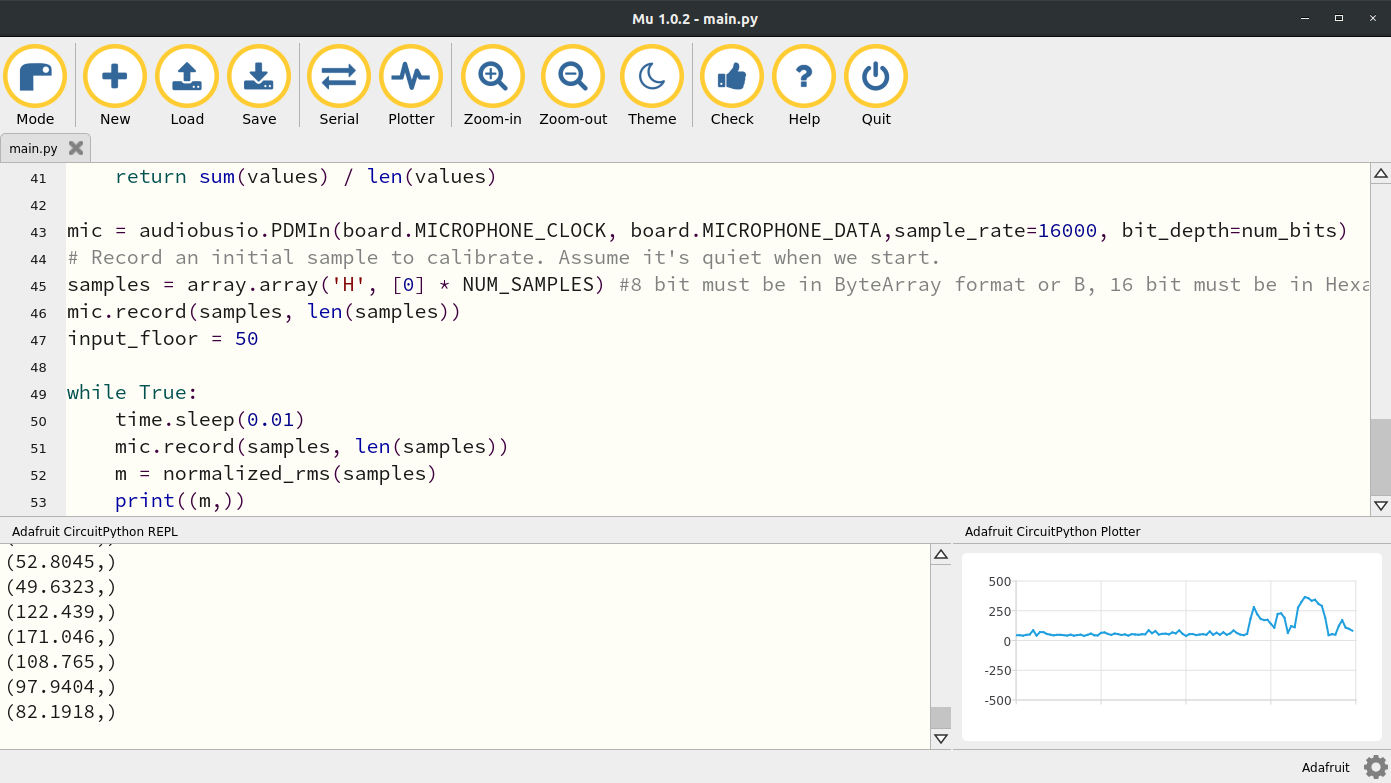 Mu 1.0.2 - main.py
Mode New Load Save Serial Plotter Zoom-in Zoom-out Theme Check Help Quit
main.py
41     return sum(values) / len(values)
42
43 mic = audiobusio.PDMIn(board.MICROPHONE_CLOCK, board.MICROPHONE_DATA,sample_rate=16000, bit_depth=num_bits)
44 # Record an initial sample to calibrate. Assume it's quiet when we start.
45 samples = array.array('H', [0] * NUM_SAMPLES) #8 bit must be in ByteArray format or B, 16 bit must be in Hexa
46 mic.record(samples, len(samples))
47 input_floor = 50
48
49 while True:
50     time.sleep(0.01)
51     mic.record(samples, len(samples))
52     m = normalized_rms(samples)
53     print((m,))
Adafruit CircuitPython REPL
(52.8045,)
(49.6323,)
(122.439,)
(171.046,)
(108.765,)
(97.9404,)
(82.1918,)
Adafruit CircuitPython Plotter
500
250
0
-250
-500
Adafruit